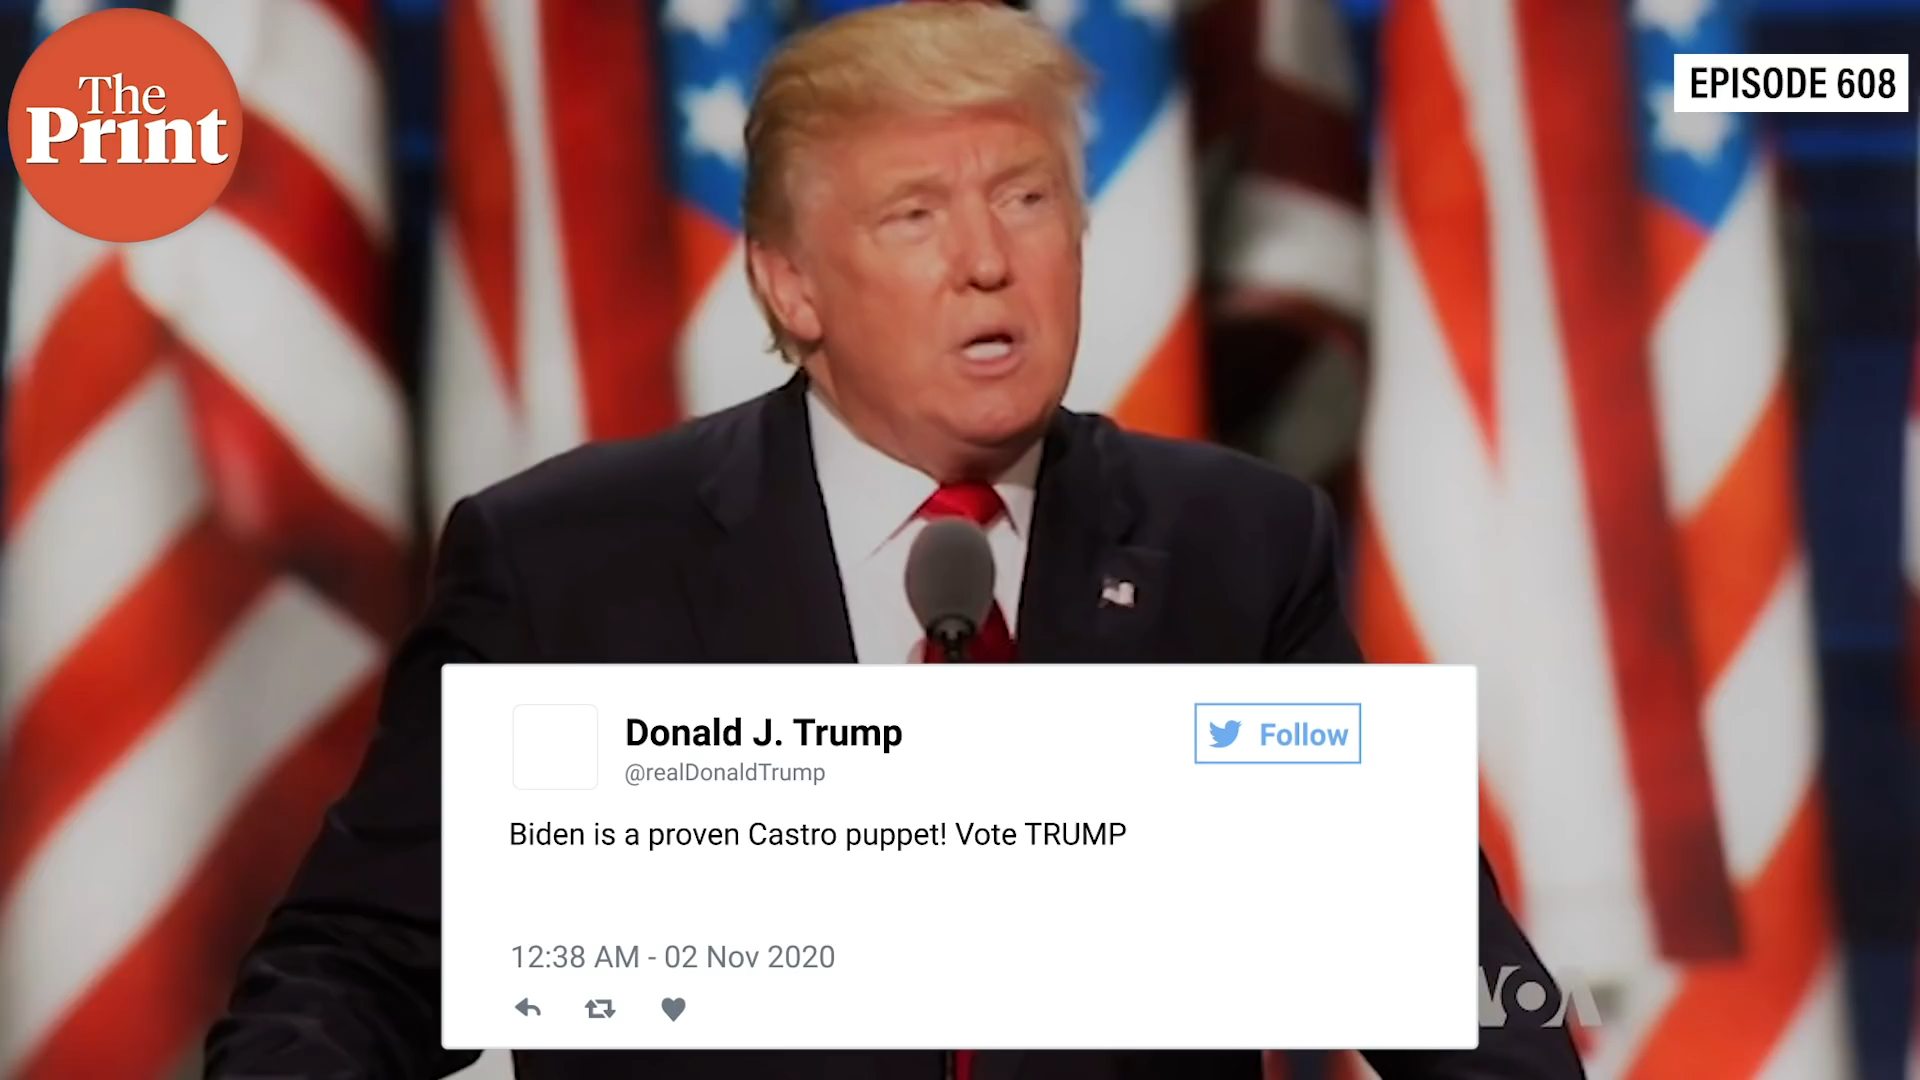 The
Print
EPISODE 608
Donald J. Trump
@realDonaldTrump
Follow
Biden is a proven Castro puppet! Vote TRUMP
12:38 AM - 02 Nov 2020
VOA